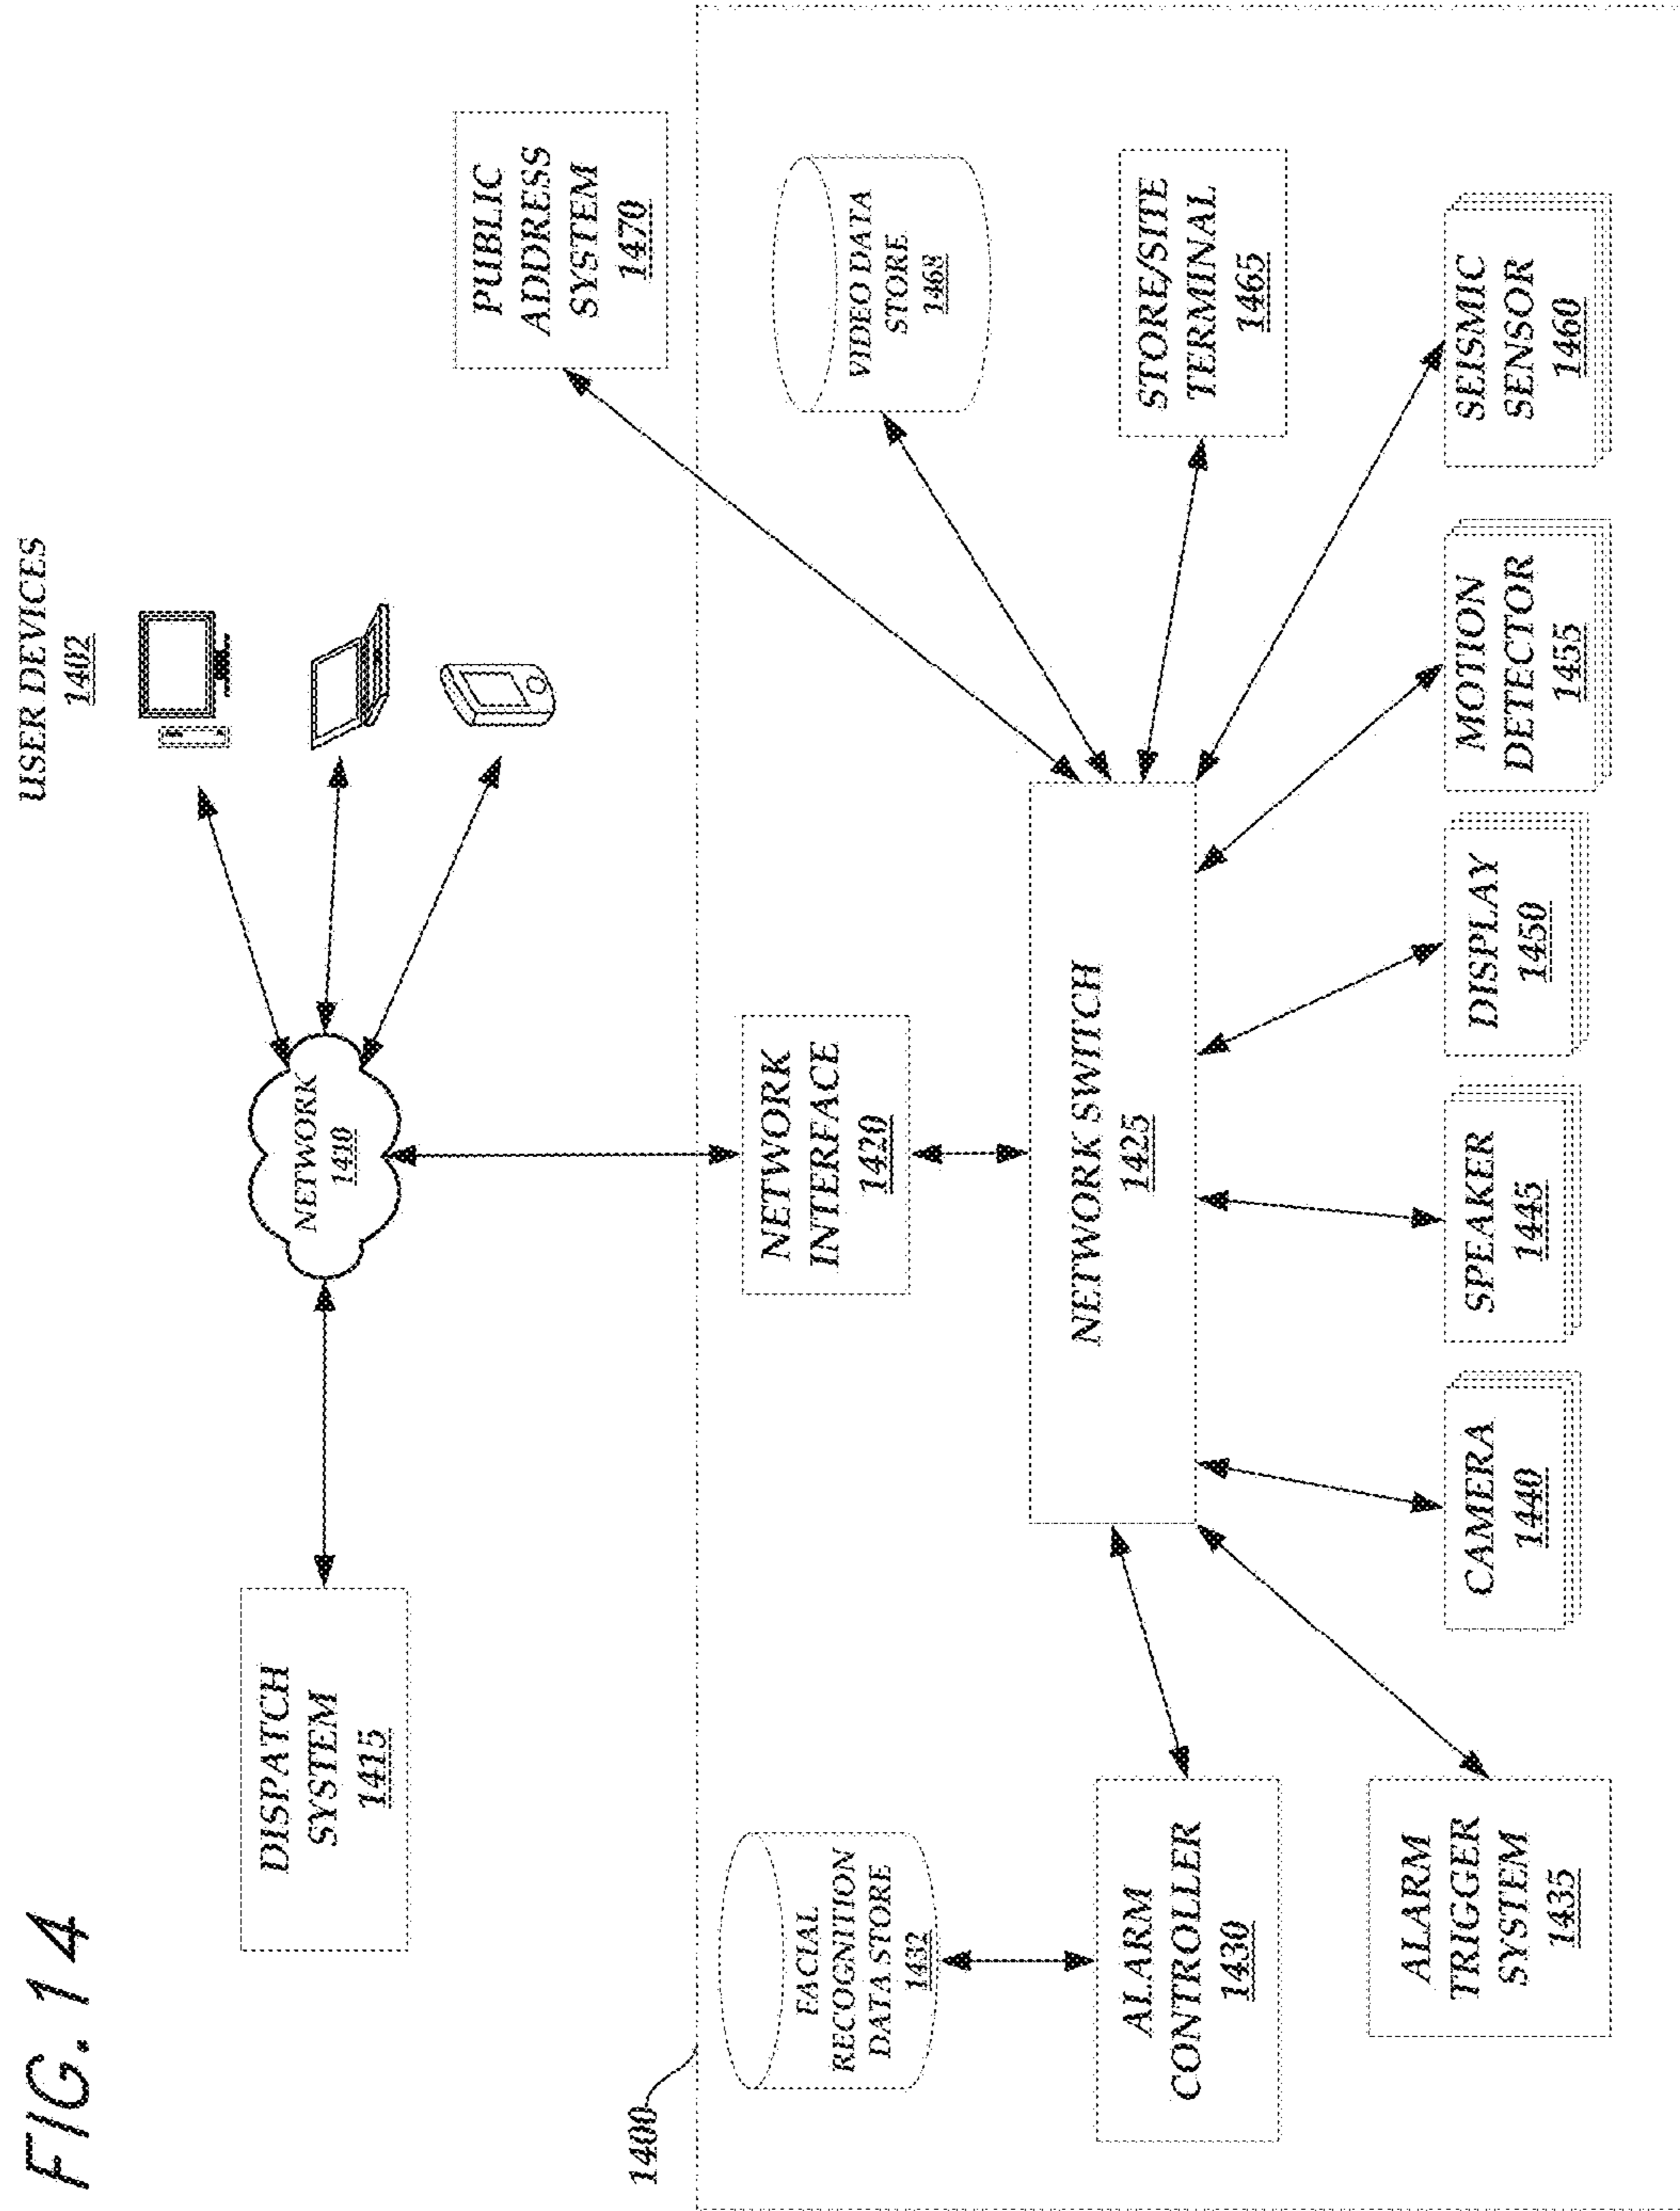 FIG. 14
USER DEVICES
1402
DISPATCH
SYSTEM
1415
NETWORK
1410
PUBLIC
ADDRESS
SYSTEM
1470
1400
FACIAL
RECOGNITION
DATA STORE
1432
NETWORK
INTERFACE
1420
VIDEO DATA
STORE
1468
ALARM
CONTROLLER
1430
NETWORK SWITCH
1425
STORE/SITE
TERMINAL
1465
ALARM
TRIGGER
SYSTEM
1435
CAMERA
1440
SPEAKER
1445
DISPLAY
1450
MOTION
DETECTOR
1455
SEISMIC
SENSOR
1460